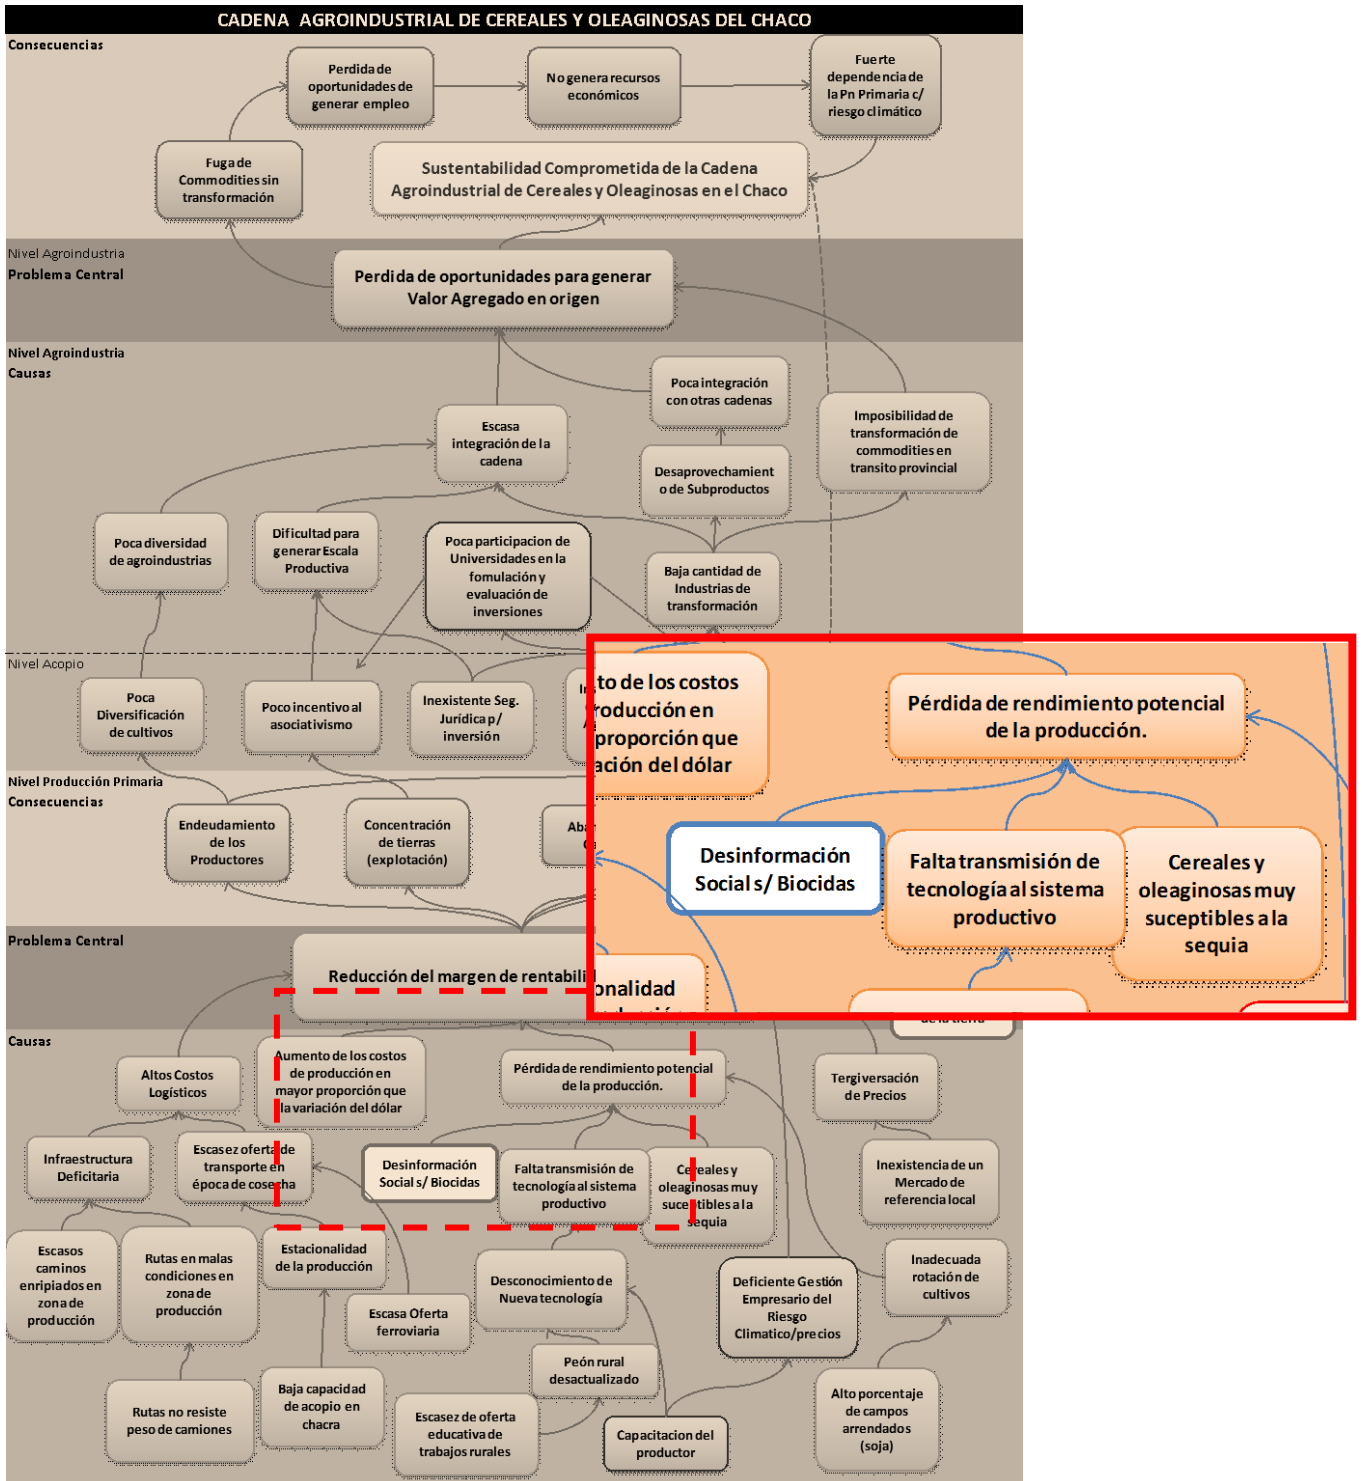 CADENA AGROINDUSTRIAL DE CEREALES Y OLEAGINOSAS DEL CHACO
Consecuencias
Perdida de
oportunidades de
generar empleo
No genera recursos
económicos
Fuerte
dependencia de
la Pn Primaria c/
riesgo climático
Fuga de
Commodities sin
transformación
Sustentabilidad Comprometida de la Cadena
Agroindustrial de Cereales y Oleaginosas en el Chaco
Nivel Agroindustria
Problema Central
Perdida de oportunidades para generar
Valor Agregado en origen
Nivel Agroindustria
Causas
Poca integración
con otras cadenas
Escasa
integración de la
cadena
Imposibilidad de
transformación de
commodities en
transito provincial
Desaprovechamient
o de Subproductos
Poca diversidad
de agroindustrias
Dificultad para
generar Escala
Productiva
Poca participacion de
Universidades en la
fomulación y
evaluación de
inversiones
Baja cantidad de
Industrias de
transformación
Nivel Acopio
Poca
Diversificación
de cultivos
Poco incentivo al
asociativismo
Inexistente Seg.
Jurídica p/
inversión
to de los costos
roducción en
proporción que
ación del dólar
Pérdida de rendimiento potencial
de la producción.
Desinformación
Social s/ Biocidas
Falta transmisión de
tecnología al sistema
productivo
Cereales y
oleaginosas muy
suceptibles a la
sequia
onalidad
Nivel Producción Primaria
Consecuencias
Endeudamiento
de los
Productores
Concentración
de tierras
(explotación)
Problema Central
Reducción del margen de rentabili
Causas
Altos Costos
Logísticos
Aumento de los costos
de producción en
mayor proporción que
la variación del dólar
Pérdida de rendimiento potencial
de la producción.
Tergiversación
de Precios
Infraestructura
Deficitaria
Escasez oferta de
transporte en
época de cosecha
Desinformación
Social s/ Biocidas
Falta transmisión de
tecnología al sistema
productivo
Cereales y
oleaginosas muy
suceptibles a la
sequia
Inexistencia de un
Mercado de
referencia local
Escasos
caminos
enripiados en
zona de
producción
Rutas en malas
condiciones en
zona de
producción
Estacionalidad
de la producción
Escasa Oferta
ferroviaria
Desconocimiento de
Nueva tecnología
Deficiente Gestión
Empresario del
Riesgo
Climatico/precios
Inadecuada
rotación de
cultivos
Rutas no resiste
peso de camiones
Baja capacidad
de acopio en
chacra
Peón rural
desactualizado
Escasez de oferta
educativa de
trabajos rurales
Capacitacion del
productor
Alto porcentaje
de campos
arrendados
(soja)